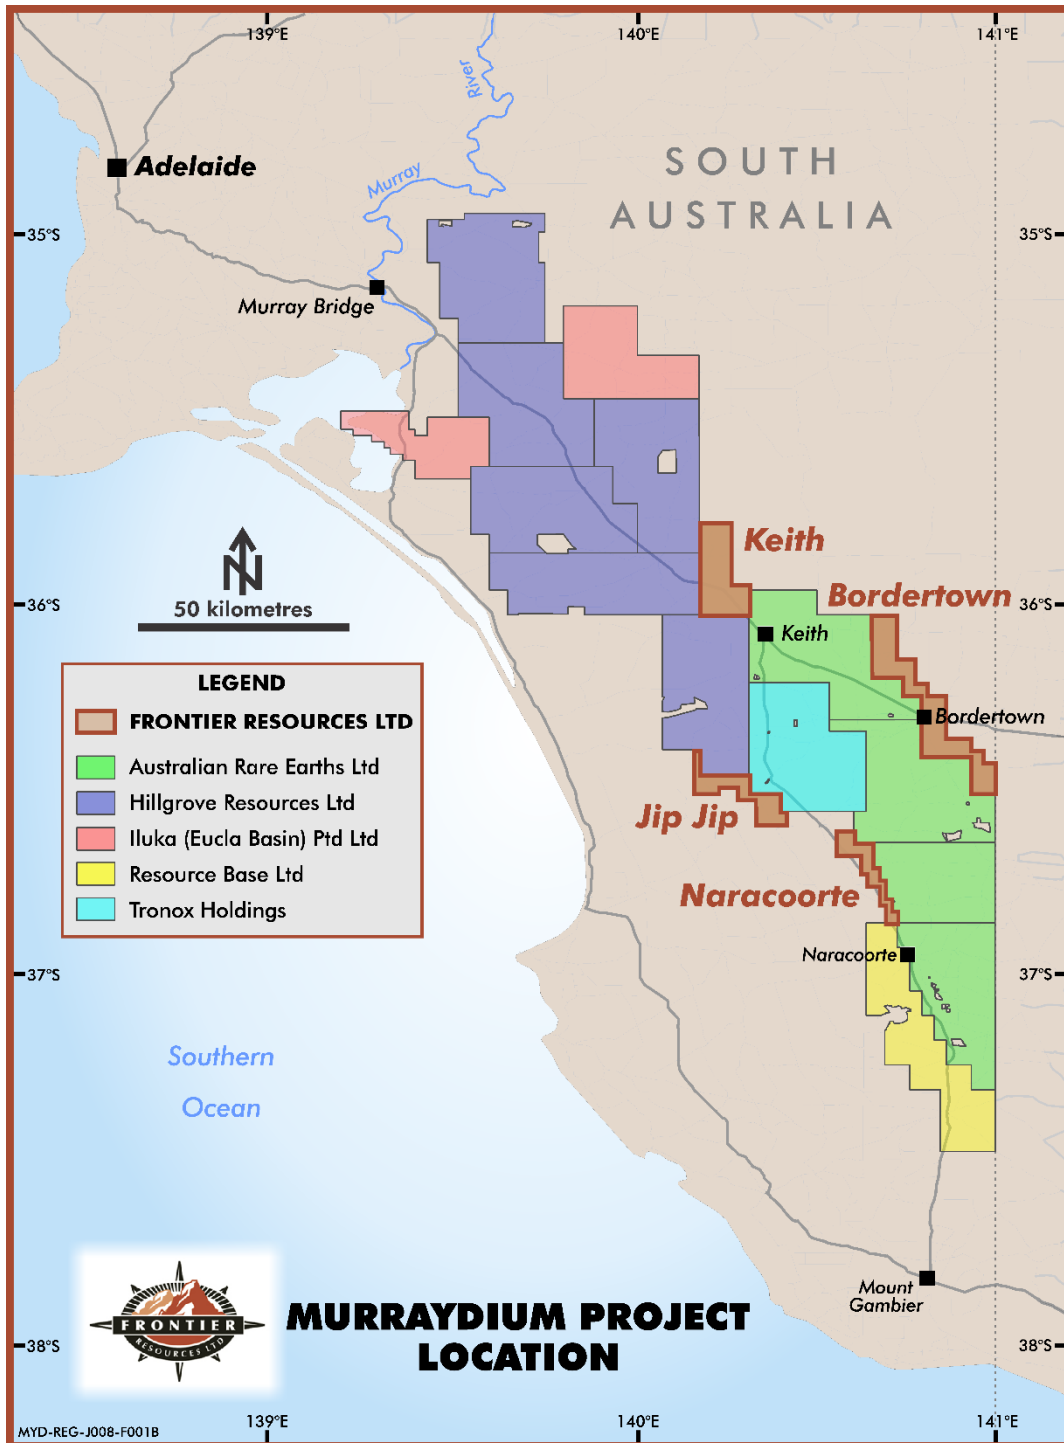 139°E
140°E
141°E
River
Murray
Adelaide
SOUTH
AUSTRALIA
35°S
35°S
Murray Bridge
Keith
N
50 kilometres
Bordertown
36°S
36°S
Keith
Bordertown
LEGEND
FRONTIER RESOURCES LTD
Australian Rare Earths Ltd
Hillgrove Resources Ltd
Iluka (Eucla Basin) Ptd Ltd
Resource Base Ltd
Tronox Holdings
Jip Jip
Naracoorte
Naracoorte
37°S
37°S
Southern
Ocean
Mount
Gambier
FRONTIER
RESOURCES LTD
MURRAYDIUM PROJECT
LOCATION
38°S
38°S
139°E
140°E
141°E
MYD-REG-J008-F001B